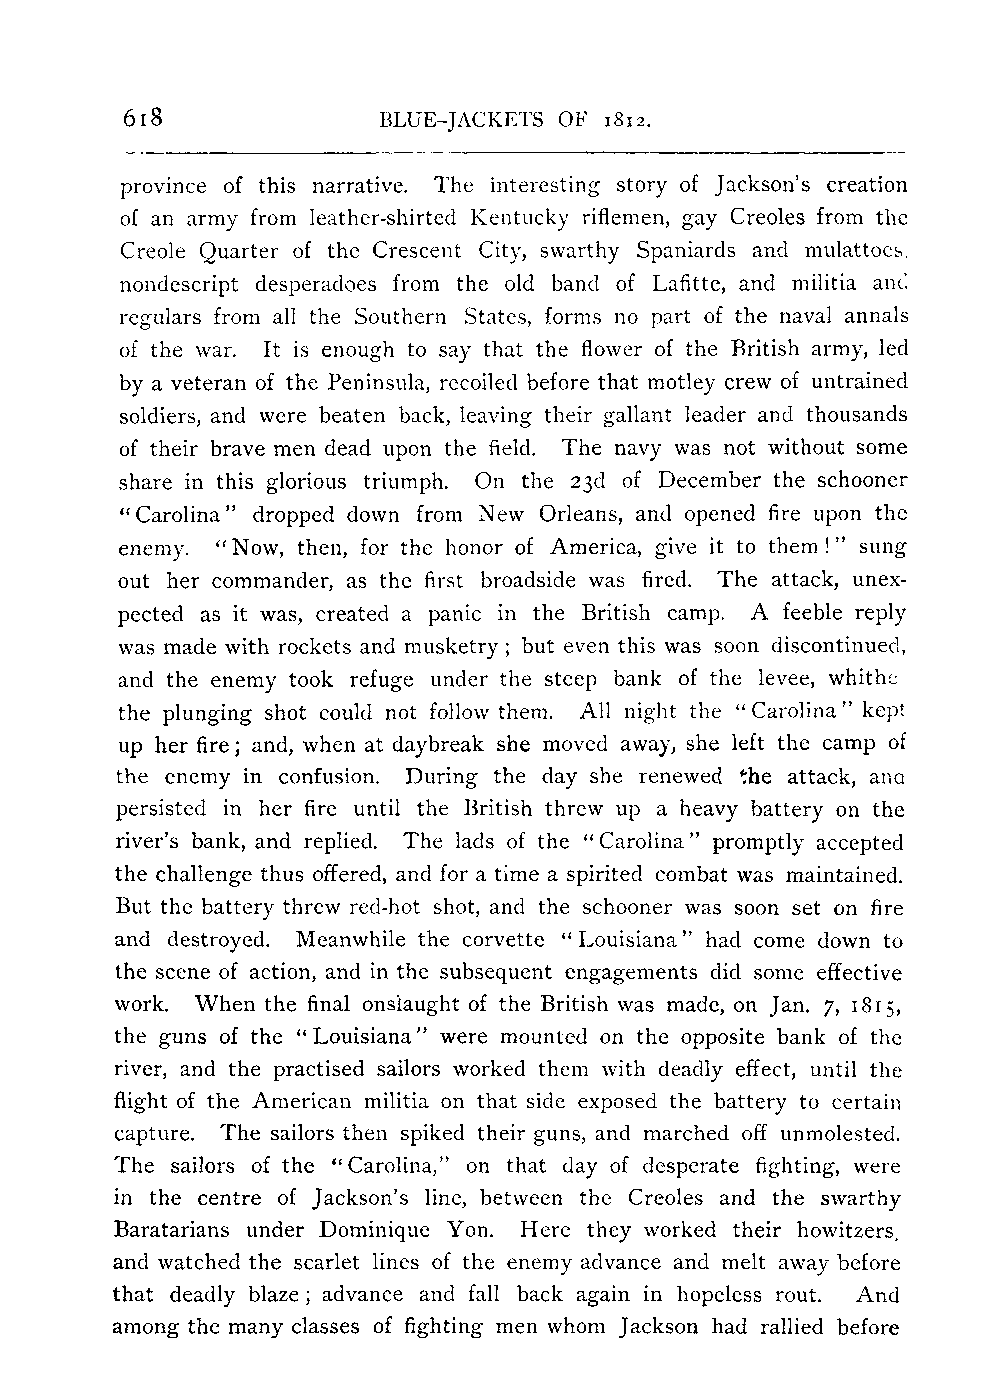 618 BLUE-JACKETS OF 1812.
province of this narrative. The interesting story of Jackson's creation
of an army from leather-shirted Kentucky riflemen, gay Creoles from the
Creole Quarter of the Crescent City, swarthy Spaniards and mulattoes,
nondescript desperadoes from the old band of Lafitte, and militia and
regulars from all the Southern States, forms no part of the naval annals
of the war. It is enough to say that the flower of the British army, led
by a veteran of the Peninsula, recoiled before that motley crew of untrained
soldiers, and were beaten back, leaving their gallant leader and thousands
of their brave men dead upon the field. The navy was not without some
share in this glorious triumph. On the 23d of December the schooner
"Carolina" dropped down from New Orleans, and opened fire upon the
enemy. "Now, then, for the honor of America, give it to them!" sung
out her commander, as the first broadside was fired. The attack, unex-
pected as it was, created a panic in the British camp. A feeble reply
was made with rockets and musketry; but even this was soon discontinued,
and the enemy took refuge under the steep bank of the levee, whithe
the plunging shot could not follow them. All night the "Carolina" kept
up her fire; and, when at daybreak she moved away, she left the camp of
the enemy in confusion. During the day she renewed the attack, and
persisted in her fire until the British threw up a heavy battery on the
river's bank, and replied. The lads of the "Carolina" promptly accepted
the challenge thus offered, and for a time a spirited combat was maintained.
But the battery threw red-hot shot, and the schooner was soon set on fire
and destroyed. Meanwhile the corvette "Louisiana" had come down to
the scene of action, and in the subsequent engagements did some effective
work. When the final onslaught of the British was made, on Jan. 7, 1815,
the guns of the "Louisiana" were mounted on the opposite bank of the
river, and the practised sailors worked them with deadly effect, until the
flight of the American militia on that side exposed the battery to certain
capture. The sailors then spiked their guns, and marched off unmolested.
The sailors of the "Carolina," on that day of desperate fighting, were
in the centre of Jackson's line, between the Creoles and the swarthy
Baratarians under Dominique Yon. Here they worked their howitzers,
and watched the scarlet lines of the enemy advance and melt away before
that deadly blaze; advance and fall back again in hopeless rout. And
among the many classes of fighting men whom Jackson had rallied before